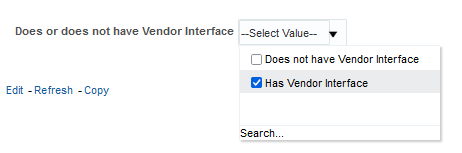 Does or does not have Vendor Interface --Select Value--
Does not have Vendor Interface
Has Vendor Interface
Edit - Refresh - Copy
Search...